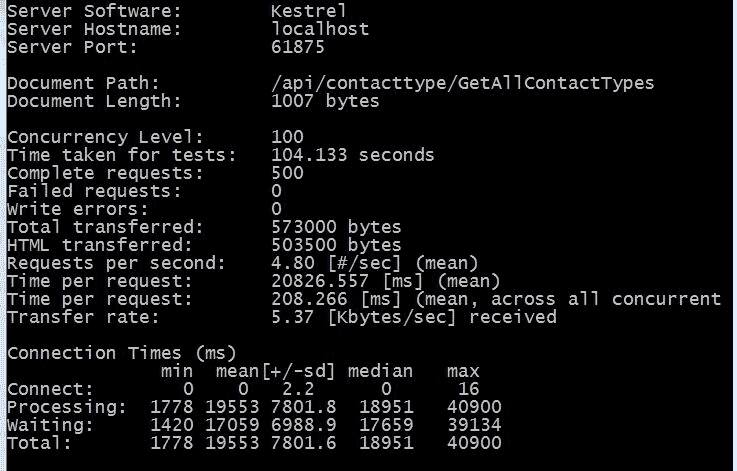 Server Software:        Kestrel
Server Hostname:        localhost
Server Port:            61875
Document Path:          /api/contacttype/GetAllContactTypes
Document Length:        1007 bytes
Concurrency Level:      100
Time taken for tests:   104.133 seconds
Complete requests:      500
Failed requests:        0
Write errors:           0
Total transferred:      573000 bytes
HTML transferred:       503500 bytes
Requests per second:    4.80 [#/sec] (mean)
Time per request:       20826.557 [ms] (mean)
Time per request:       208.266 [ms] (mean, across all concurrent
Transfer rate:          5.37 [Kbytes/sec] received
Connection Times (ms)
              min  mean[+/-sd] median   max
Connect:        0    0   2.2      0      16
Processing:  1778 19553 7801.8  18951   40900
Waiting:     1420 17059 6988.9  17659   39134
Total:       1778 19553 7801.6  18951   40900